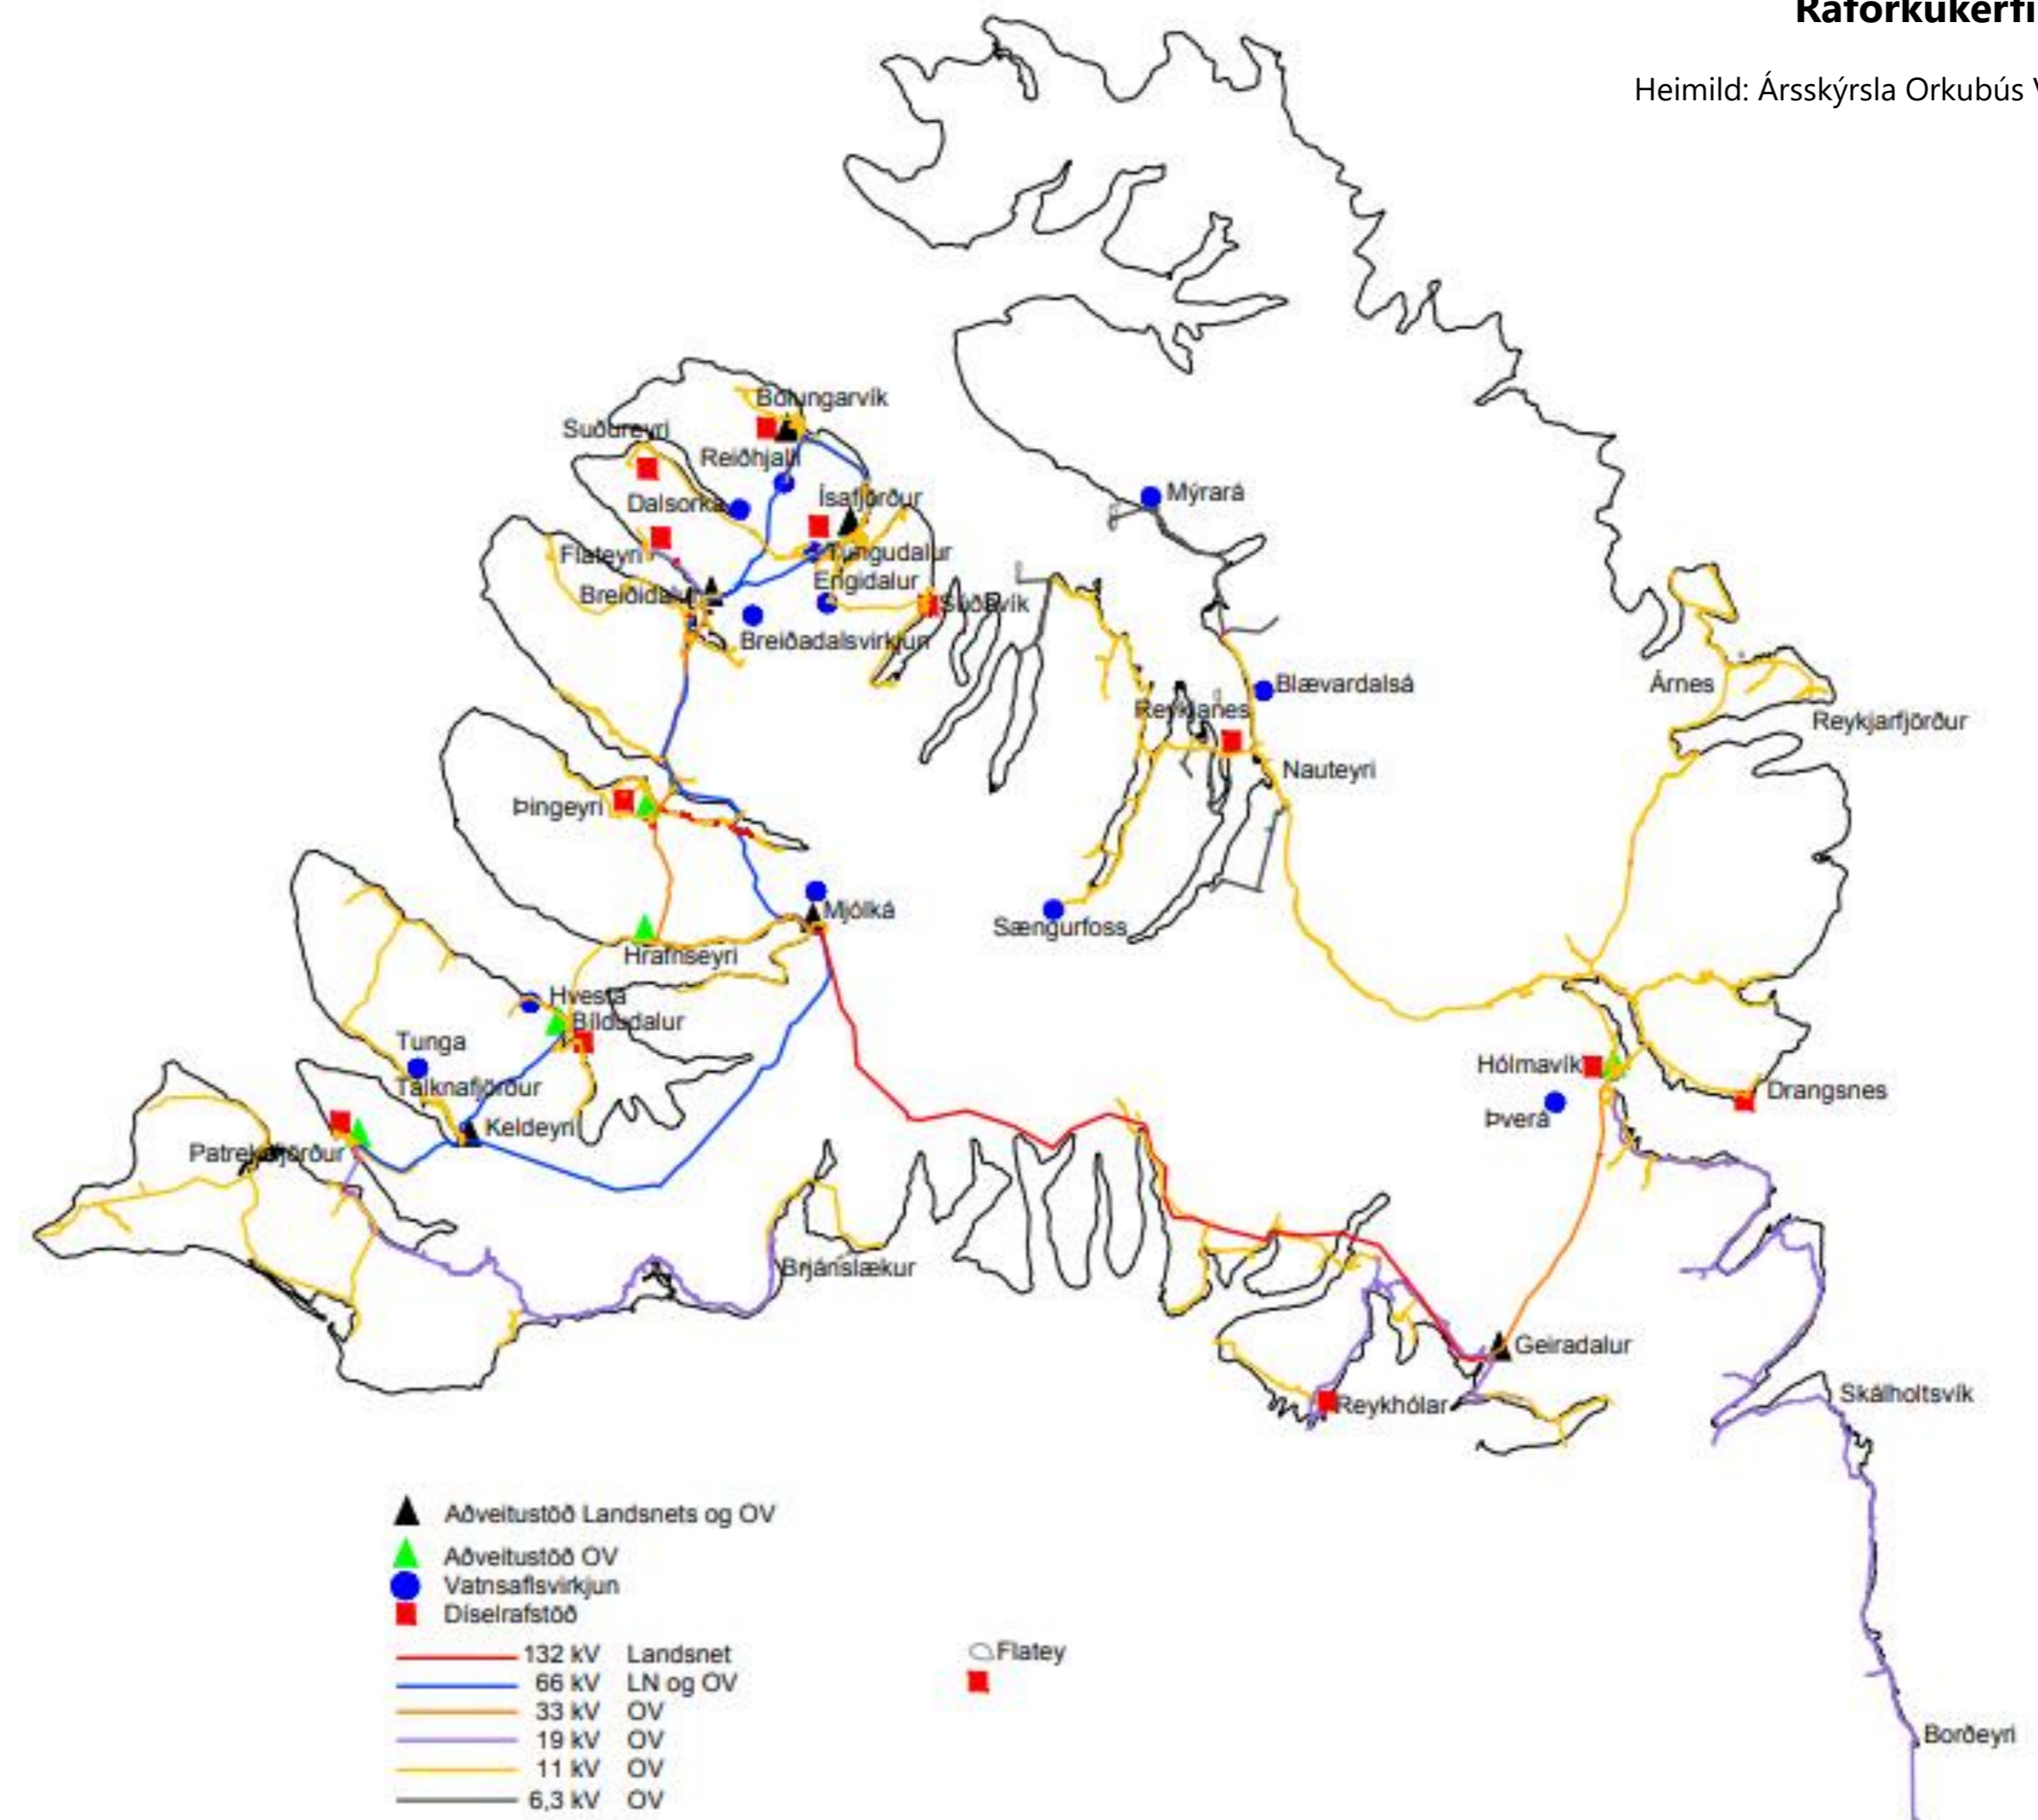 Raforkukerfi
Heimild: Ársskýrsla Orkubús
Bolungarvík
Suðureyri
Reiðhjalli
Ísafjörður
Dalsorka
Mýrará
Flateyri
Tungudalur
Engidalur
Breiðidalur
Súðavík
Breiðadalsvirkjun
Blævardalsá
Árnes
Reykjanes
Reykjarfjörður
Nauteyri
Þingeyri
Mjólká
Sængurfoss
Hrafnseyri
Hvesta
Bíldudalur
Tunga
Hólmavík
Tálknafjörður
Drangsnes
Keldeyri
Þverá
Patreksfjörður
Brjánslækur
Geiradalur
Skálholtsvík
Reykhólar
Aðveitustöð Landsnets og OV
Aðveitustöð OV
Vatnsaflsvirkjun
Díselrafstöð
132 kV Landsnet
Flatey
66 kV LN og OV
33 kV OV
19 kV OV
Borðeyri
11 kV OV
6,3 kV OV